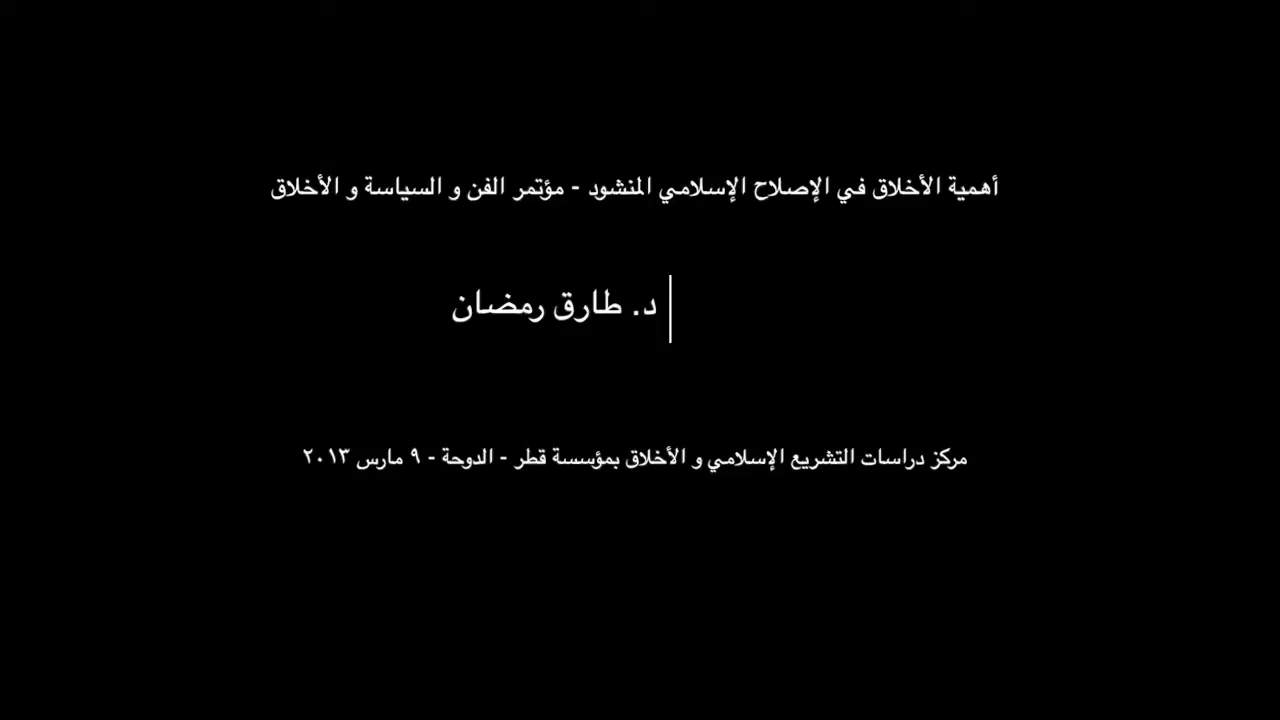 أهمية الأخلاق في الإصلاح الإسلامي المنشود - مؤتمر الفن و السياسة و الأخلاق
د. طارق رمضان
مركز دراسات التشريع الإسلامي و الأخلاق بمؤسسة قطر - الدوحة - ٩ مارس ٢٠١٣